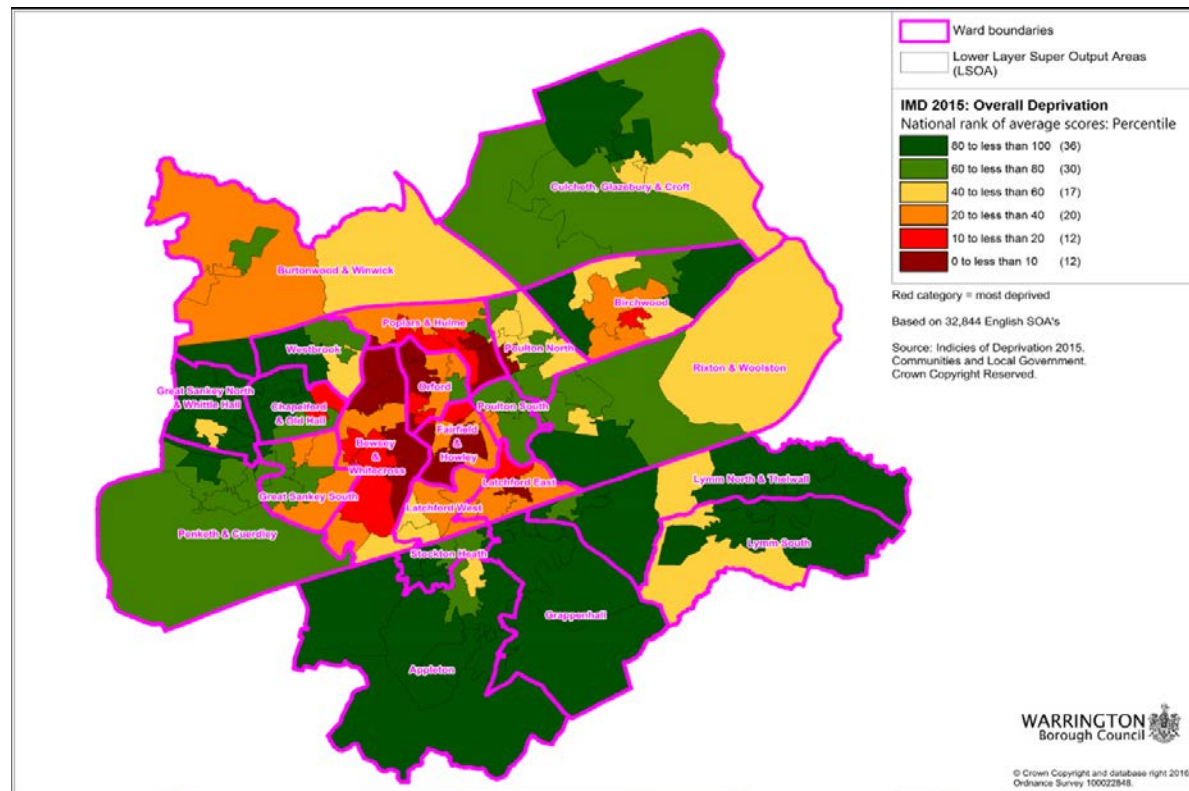 Ward boundaries
Lower Layer Super Output Areas
(LSOA)
IMD 2015: Overall Deprivation
National rank of average scores: Percentile
80 to less than 100 (36)
60 to less than 80 (30)
40 to less than 60 (17)
20 to less than 40 (20)
10 to less than 20 (12)
0 to less than 10 (12)
Red category = most deprived
Based on 32,844 English SOA's
Source: Indicies of Deprivation 2015.
Communities and Local Government.
Crown Copyright Reserved.
Culcheth, Glazebury & Croft
Burtonwood & Winwick
Birchwood
Poplars & Hulme
Westbrook
Poulton North
Rixton & Woolston
Great Sankey North
& Whittle Hall
Orford
Chapelford
& Old Hall
Poulton South
Fairfield
&
Howley
Bewsey
&
Whitecross
Latchford East
Lymm North & Thelwall
Great Sankey South
Latchford West
Penketh & Cuerdley
Lymm South
Stockton Heath
Grappenhall
Appleton
WARRINGTON
Borough Council
© Crown Copyright and database right 2016
Ordnance Survey 100022848.